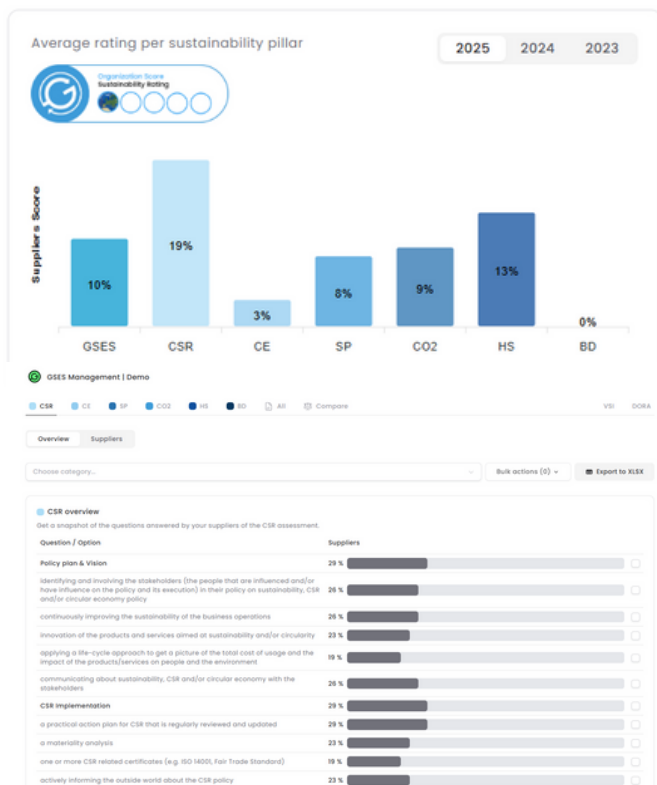 Average rating per sustainability pillar
2025 2024 2023
Organization Score
Sustainability Rating
Suppliers Score
10%
19%
3%
8%
9%
13%
0%
GSES CSR CE SP CO2 HS BD
GSES Management | Demo
CSR CE SP CO2 HS BD All Compare VSI DORA
Overview Suppliers
Choose category... Bulk actions (0) Export to XLSX
CSR overview
Get a snapshot of the questions answered by your suppliers of the CSR assessment.
Question / Option Suppliers
Policy plan & Vision 29 %
identifying and involving the stakeholders (the people that are influenced and/or
have influence on the policy and its execution) in their policy on sustainability, CSR 26 %
and/or circular economy policy
continuously improving the sustainability of the business operations 26 %
innovation of the products and services aimed at sustainability and/or circularity 23 %
applying a life-cycle approach to get a picture of the total cost of usage and the 19 %
impact of the products/services on people and the environment
communicating about sustainability, CSR and/or circular economy with the 26 %
stakeholders
CSR Implementation 29 %
a practical action plan for CSR that is regularly reviewed and updated 29 %
a materiality analysis 23 %
one or more CSR related certificates (e.g. ISO 14001, Fair Trade Standard) 19 %
actively informing the outside world about the CSR policy 23 %